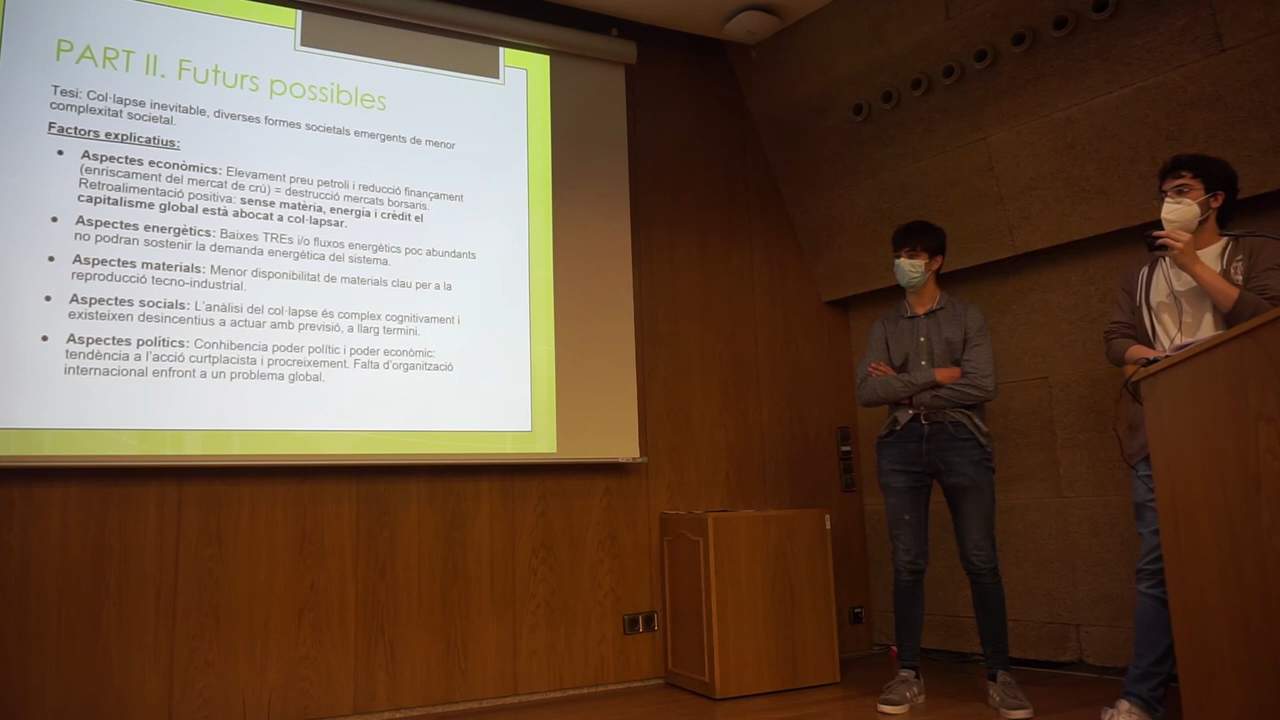 PART II. Futurs possibles
Tesi: Col·lapse inevitable, diverses formes societals emergents de menor
complexitat societal.
Factors explicatius:
• Aspectes econòmics: Elevament preu petroli i reducció finançament
(enriscament del mercat de crú) = destrucció mercats borsaris.
Retroalimentació positiva: sense matèria, energia i crèdit el
capitalisme global està abocat a col·lapsar.
• Aspectes energètics: Baixes TREs i/o fluxos energètics poc abundants
no podran sostenir la demanda energètica del sistema.
• Aspectes materials: Menor disponibilitat de materials clau per a la
reproducció tecno-industrial.
• Aspectes socials: L'anàlisi del col·lapse és complex cognitivament i
existeixen desincentius a actuar amb previsió, a llarg termini.
• Aspectes polítics: Conhibencia poder polític i poder econòmic:
tendència a l'acció curtplacista i procreixement. Falta d'organització
internacional enfront a un problema global.